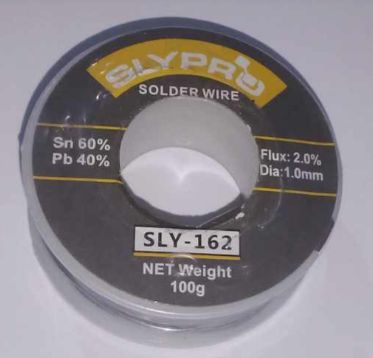 SLYPRO
SOLDER WIRE
Sn 60%
Pb 40%
Flux: 2.0%
Dia:1.0mm
SLY-162
NET Weight
100g